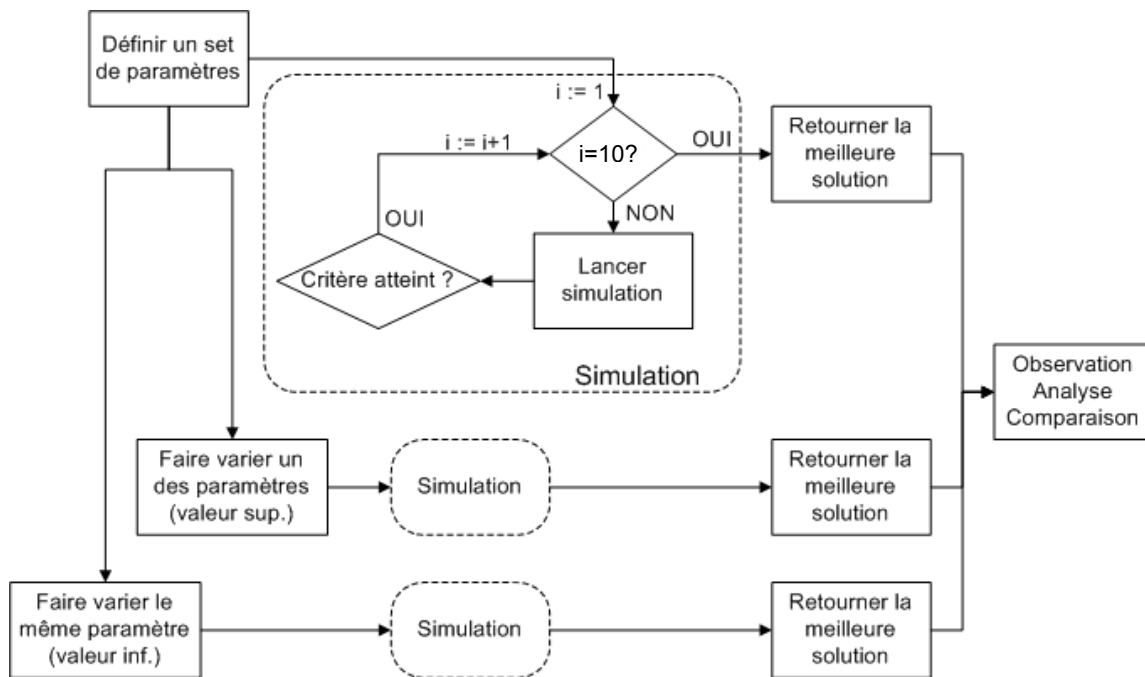 Définir un set
de paramètres
i := 1
i := i+1
i=10?
OUI
Retourner la
meilleure
solution
NON
OUI
Critère atteint ?
Lancer
simulation
Simulation
Observation
Analyse
Comparaison
Faire varier un
des paramètres
(valeur sup.)
Simulation
Retourner la
meilleure
solution
Faire varier le
même paramètre
(valeur inf.)
Simulation
Retourner la
meilleure
solution